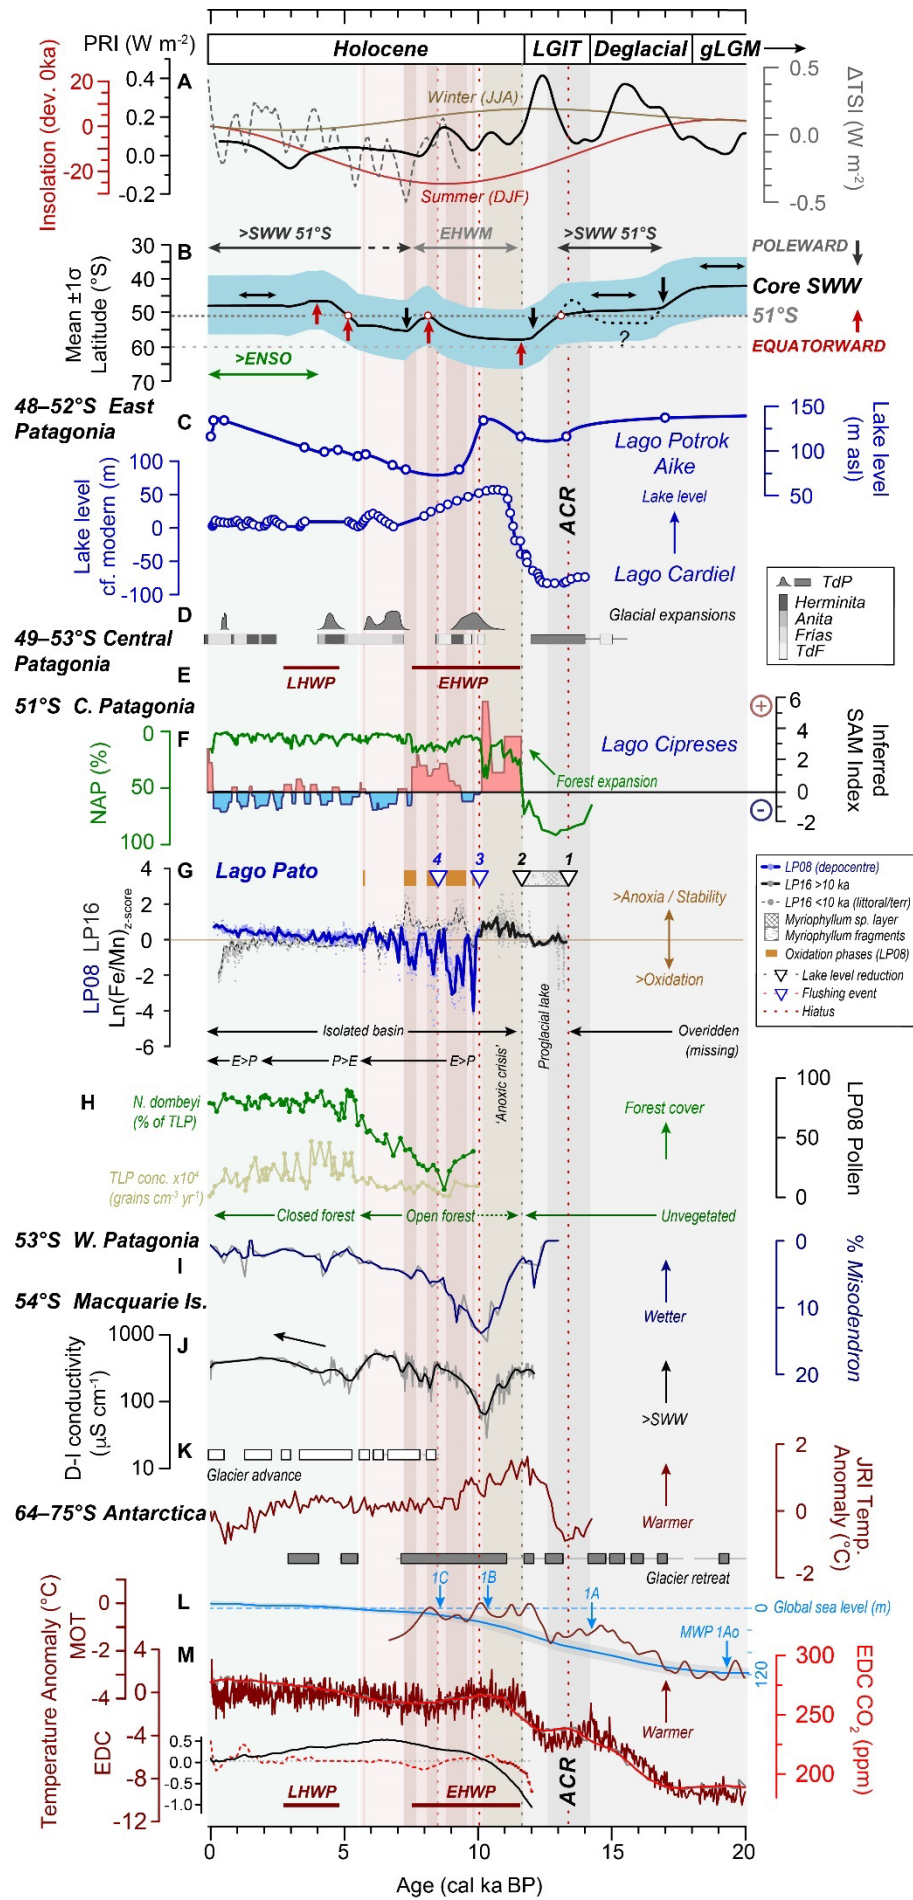 PRI (W m-2)
Holocene
LGIT
Deglacial
gLGM
A
Insolation (dev. 0ka)
20
0
-20
0.4
0.2
0.0
-0.2
Winter (JJA)
Summer (DJF)
0.5
0.0
-0.5
ΔTSII (W m-2)
B
Mean ±1σ
Latitude (°S)
30
40
50
60
70
>SWW 51°S
EHWM
>SWW 51°S
POLEWARD
Core SWW
51°S
EQUATORWARD
?
>ENSO
48–52°S East
Patagonia
C
Lago Potrok
Aike
150
100
50
Lake level
(m asl)
Lake level
cf. modern (m)
100
50
0
-50
-100
Lake level
ACR
Lago Cardiel
D
Glacial expansions
TdP
Herminita
Anita
Frías
TdF
49–53°S Central
Patagonia
E
LHWP
EHWP
51°S C. Patagonia
F
NAP (%)
0
50
100
Lago Cipreses
Forest expansion
+
-
6
4
2
0
-2
Inferred
SAM Index
G
Lago Pato
4
3
2
1
LP08 LP16
Ln(Fe/Mn)z-score
4
2
0
-2
-4
-6
>Anoxia / Stability
>Oxidation
LP08 (depocentre)
LP16 >10 ka
LP16 <10 ka (littoral/terr)
Myriophyllum sp. layer
Myriophyllum fragments
Oxidation phases (LP08)
Lake level reduction
Flushing event
Hiatus
Isolated basin
Overidden
(missing)
E>P
P>E
E>P
'Anoxic crisis'
Proglacial lake
H
N. dombeyi
(% of TLP)
TLP conc. x104
(grains cm-3 yr-1)
Forest cover
100
50
0
LP08 Pollen
Closed forest
Open forest
Unvegetated
53°S W. Patagonia
I
Wetter
0
10
20
% Misodendron
54°S Macquarie Is.
J
D-I conductivity
(µS cm-1)
1000
100
10
>SWW
K
Glacier advance
64–75°S Antarctica
Warmer
2
1
0
-1
-2
JRI Temp.
Anomaly (°C)
Glacier retreat
L
1C
1B
1A
MWP 1Ao
0
Global sea level (m)
120
Temperature Anomaly (°C)
MOT
0
-2
-4
M
EDC
4
0
-4
-8
-12
0.5
0.0
-0.5
-1.0
Warmer
300
250
200
EDC CO2 (ppm)
LHWP
EHWP
ACR
0
5
10
15
20
Age (cal ka BP)